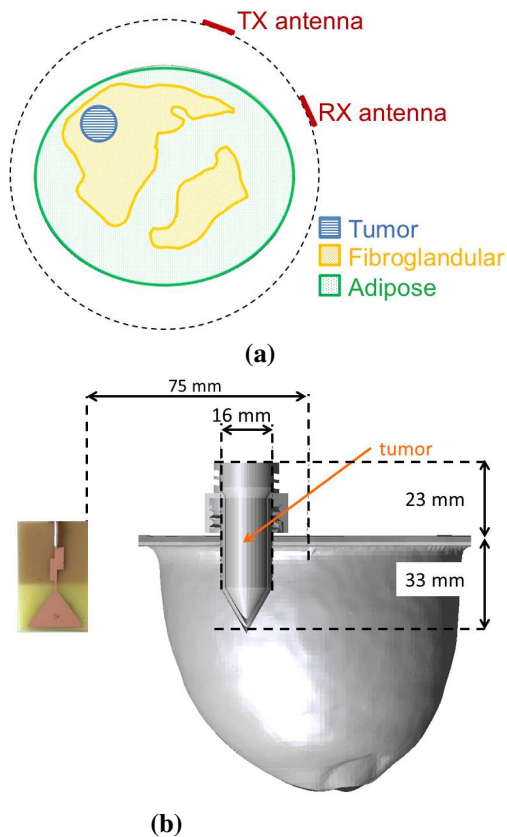 TX antenna
RX antenna
Tumor
Fibroglandular
Adipose
(a)
75 mm
16 mm
tumor
23 mm
33 mm
(b)